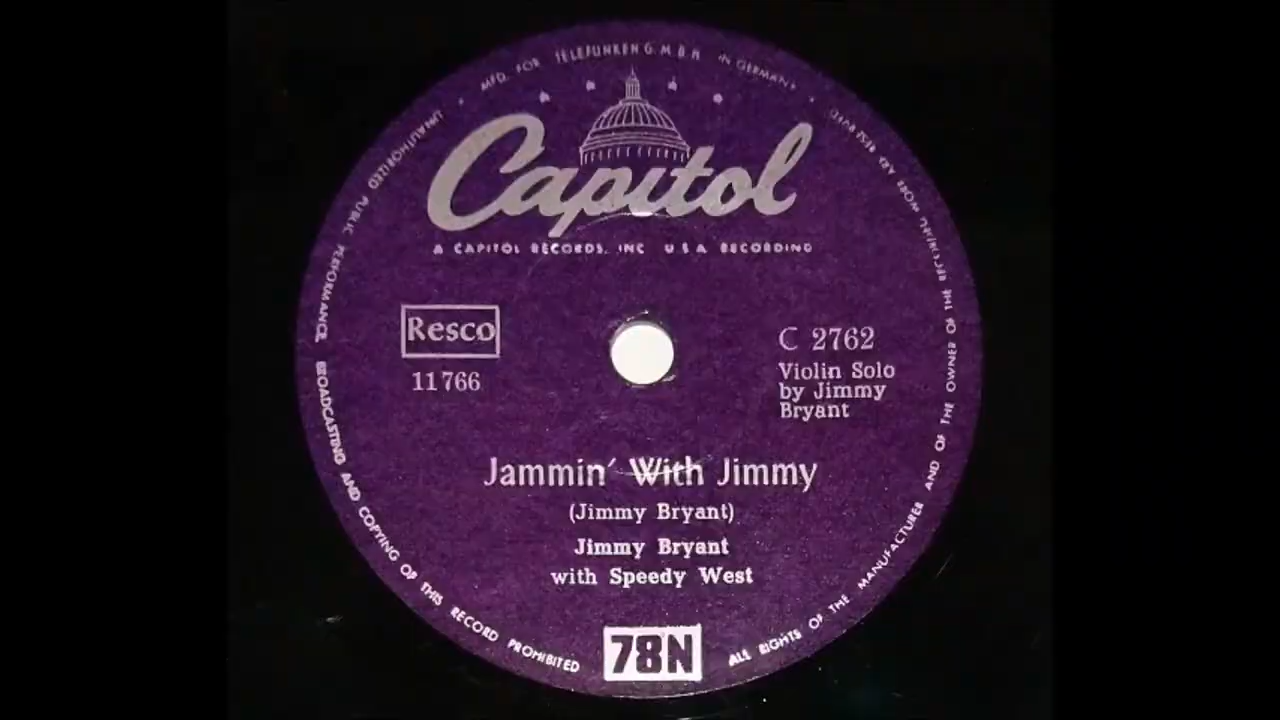 MFD. FOR TELEFUNKEN G.M.B.H. IN GERMANY
Capitol
A CAPITOL RECORDS, INC U.S.A RECORDING
Resco
11766
C 2762
Violin Solo
by Jimmy
Bryant
Jammin' With Jimmy
(Jimmy Bryant)
Jimmy Bryant
with Speedy West
78N
ALL RIGHTS OF THE MANUFACTURER AND OF THE OWNER OF THE RECORDED WORK ARE RESERVED
UNAUTHORIZED PUBLIC PERFORMANCE, BROADCASTING AND COPYING OF THIS RECORD PROHIBITED